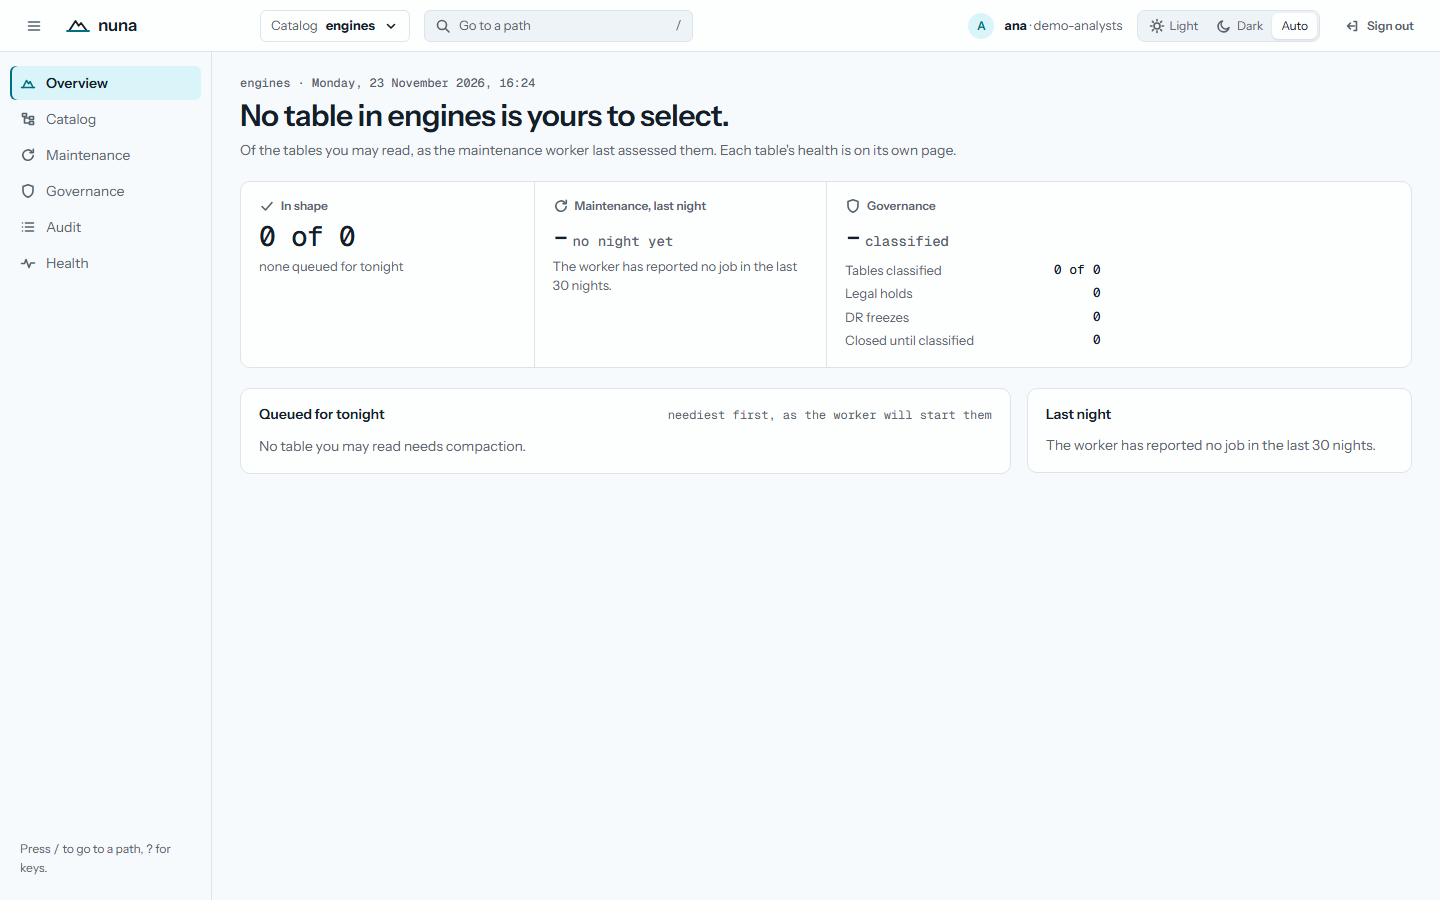 nuna
Catalog engines
Go to a path /
A ana · demo-analysts
Light Dark Auto
Sign out
Overview
Catalog
Maintenance
Governance
Audit
Health
Press / to go to a path, ? for
keys.
engines · Monday, 23 November 2026, 16:24
No table in engines is yours to select.
Of the tables you may read, as the maintenance worker last assessed them. Each table's health is on its own page.
In shape
0 of 0
none queued for tonight
Maintenance, last night
– no night yet
The worker has reported no job in the last
30 nights.
Governance
– classified
Tables classified 0 of 0
Legal holds 0
DR freezes 0
Closed until classified 0
Queued for tonight neediest first, as the worker will start them
No table you may read needs compaction.
Last night
The worker has reported no job in the last 30 nights.